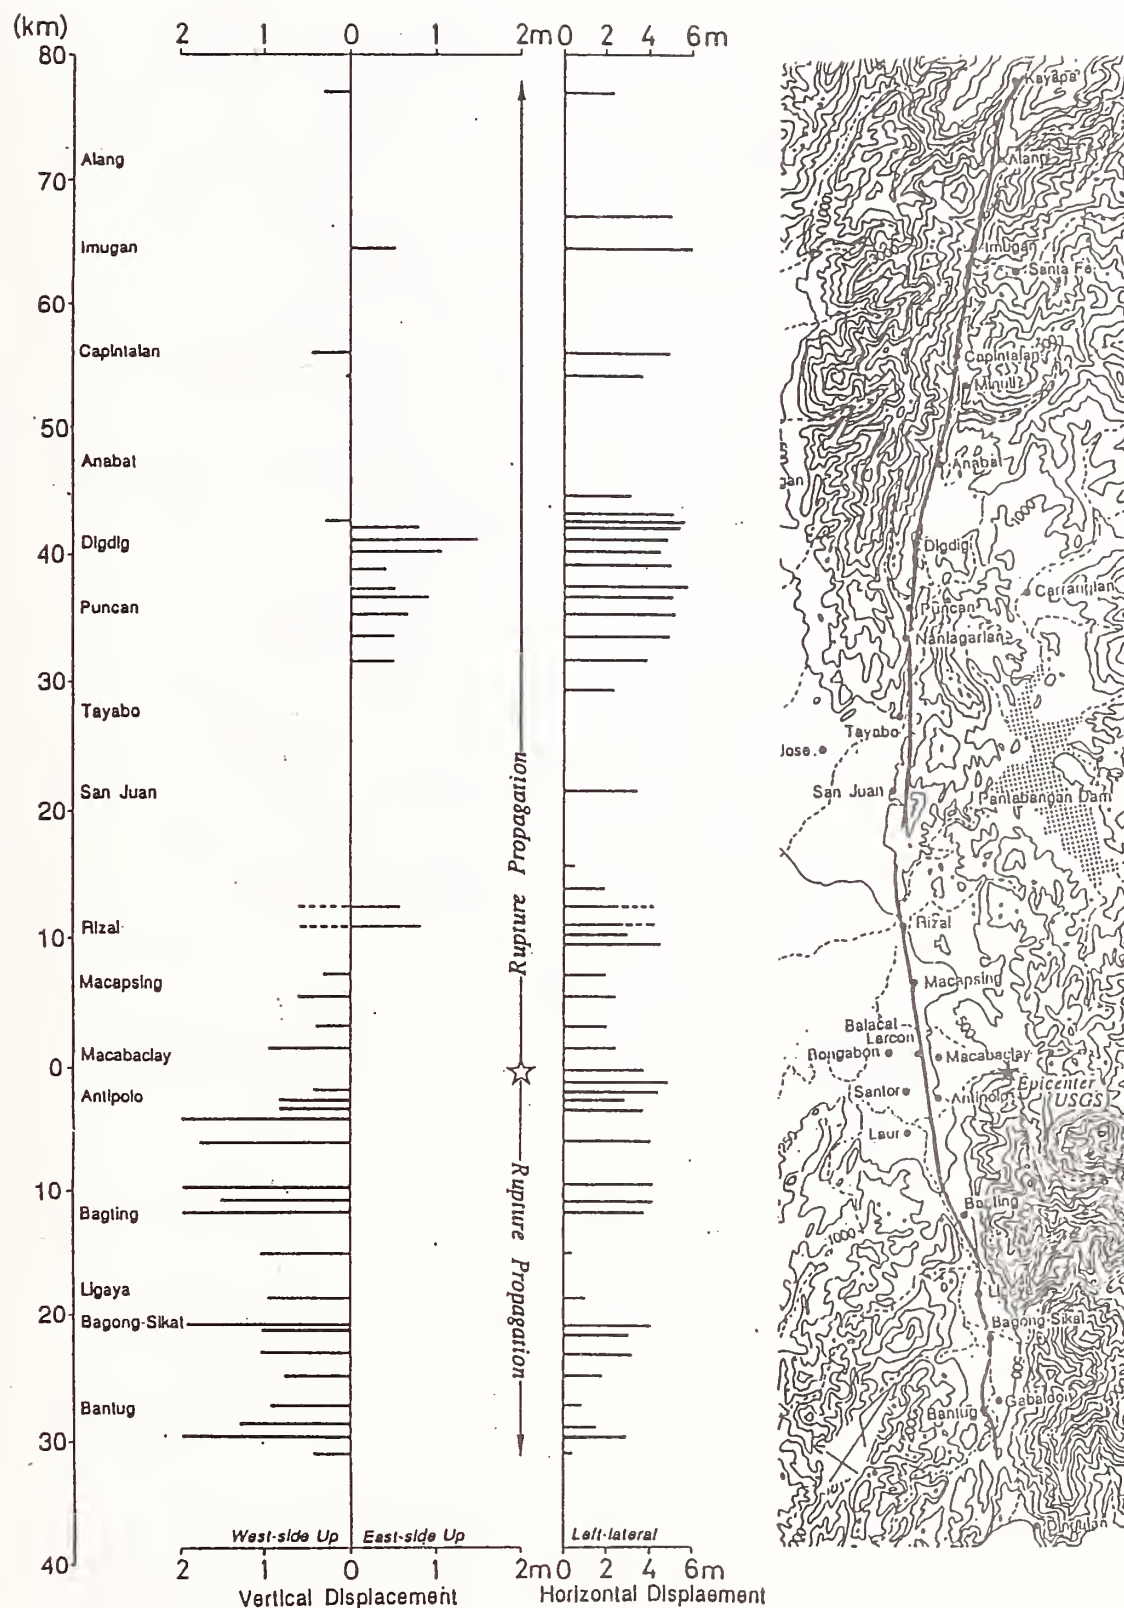 (km)
2 1 0 1 2m 0 2 4 6m
80
Kayapa
Alang
Alang
70
Imugan
Imugan
Santa Fe
60
Capintalan
Capintalan
50
Anabat
Anabat
1000
Digdig
Digdig
40
Carranglan
Puncan
Puncan
30
Tayabo
Tayabo
Jose
San Juan
San Juan
Pantabangan Dam
20
Rupture Propagation
Rizal
Rizal
10
Macapsing
Macapsing
500
Balacat
Larcon
Macabaclay
Bongabon
Macabaclay
0
Epicenter
USGS
Antipolo
Santor
Antipolo
250
Laur
10
Bagting
Bagting
1000
Rupture Propagation
Ligaya
20
Bagong-Sikat
Bagong-Sikat
Bantug
Bantug
Gabaldon
30
West-side Up East-side Up Left-lateral
40
2 1 0 1 2m 0 2 4 6m
Vertical Displacement Horizontal Displaement